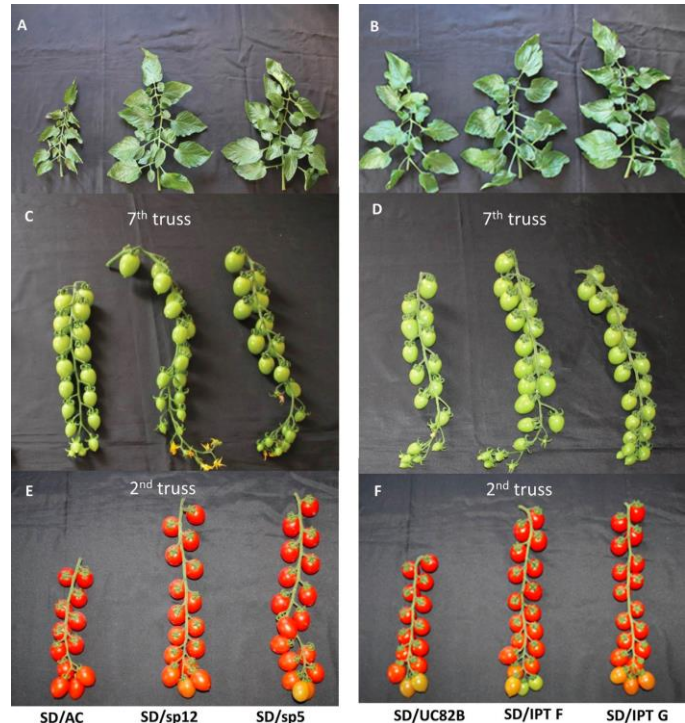 A
B
C
7th truss
D
7th truss
E
2nd truss
F
2nd truss
SD/AC
SD/sp12
SD/sp5
SD/UC82B
SD/IPT F
SD/IPT G